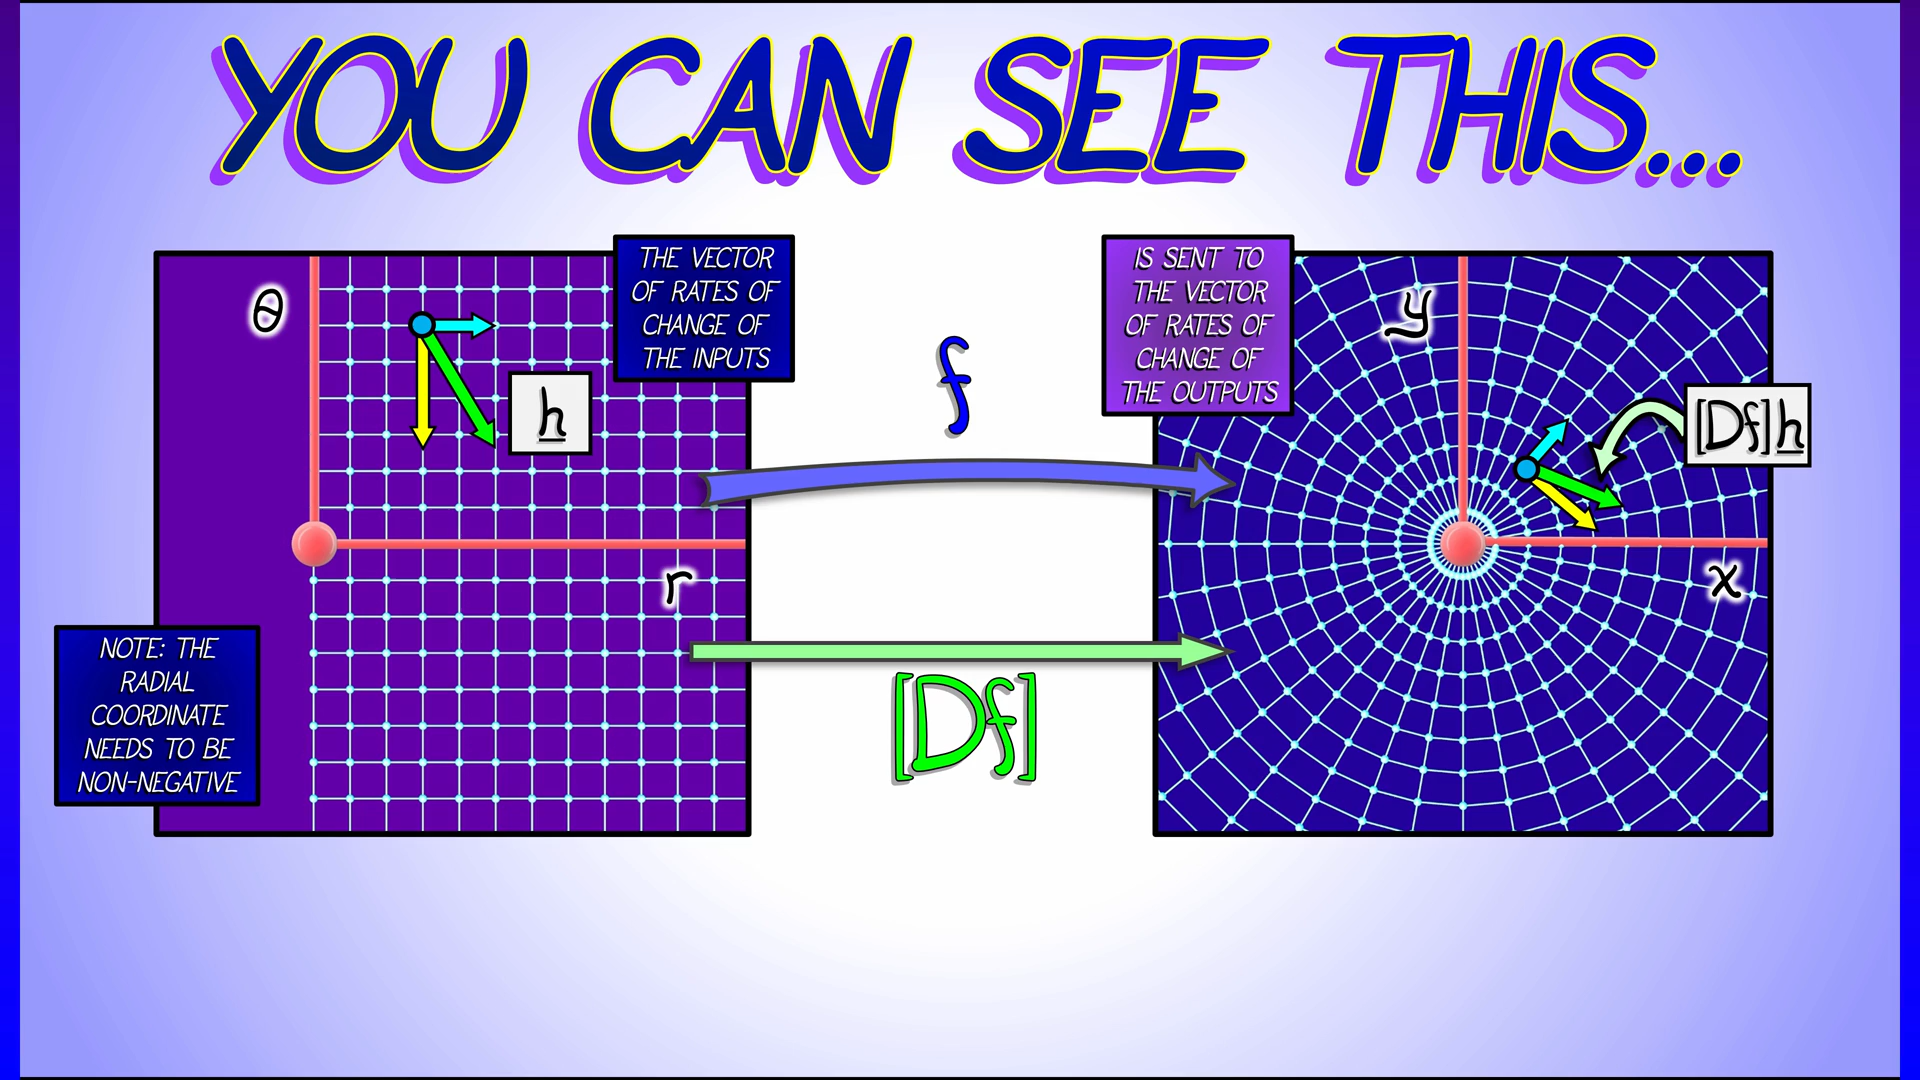 YOU CAN SEE THIS...
THE VECTOR
OF RATES OF
CHANGE OF
THE INPUTS
IS SENT TO
THE VECTOR
OF RATES OF
CHANGE OF
THE OUTPUTS
θ
h
f
y
[Df]h
r
x
NOTE: THE
RADIAL
COORDINATE
NEEDS TO BE
NON-NEGATIVE
[Df]